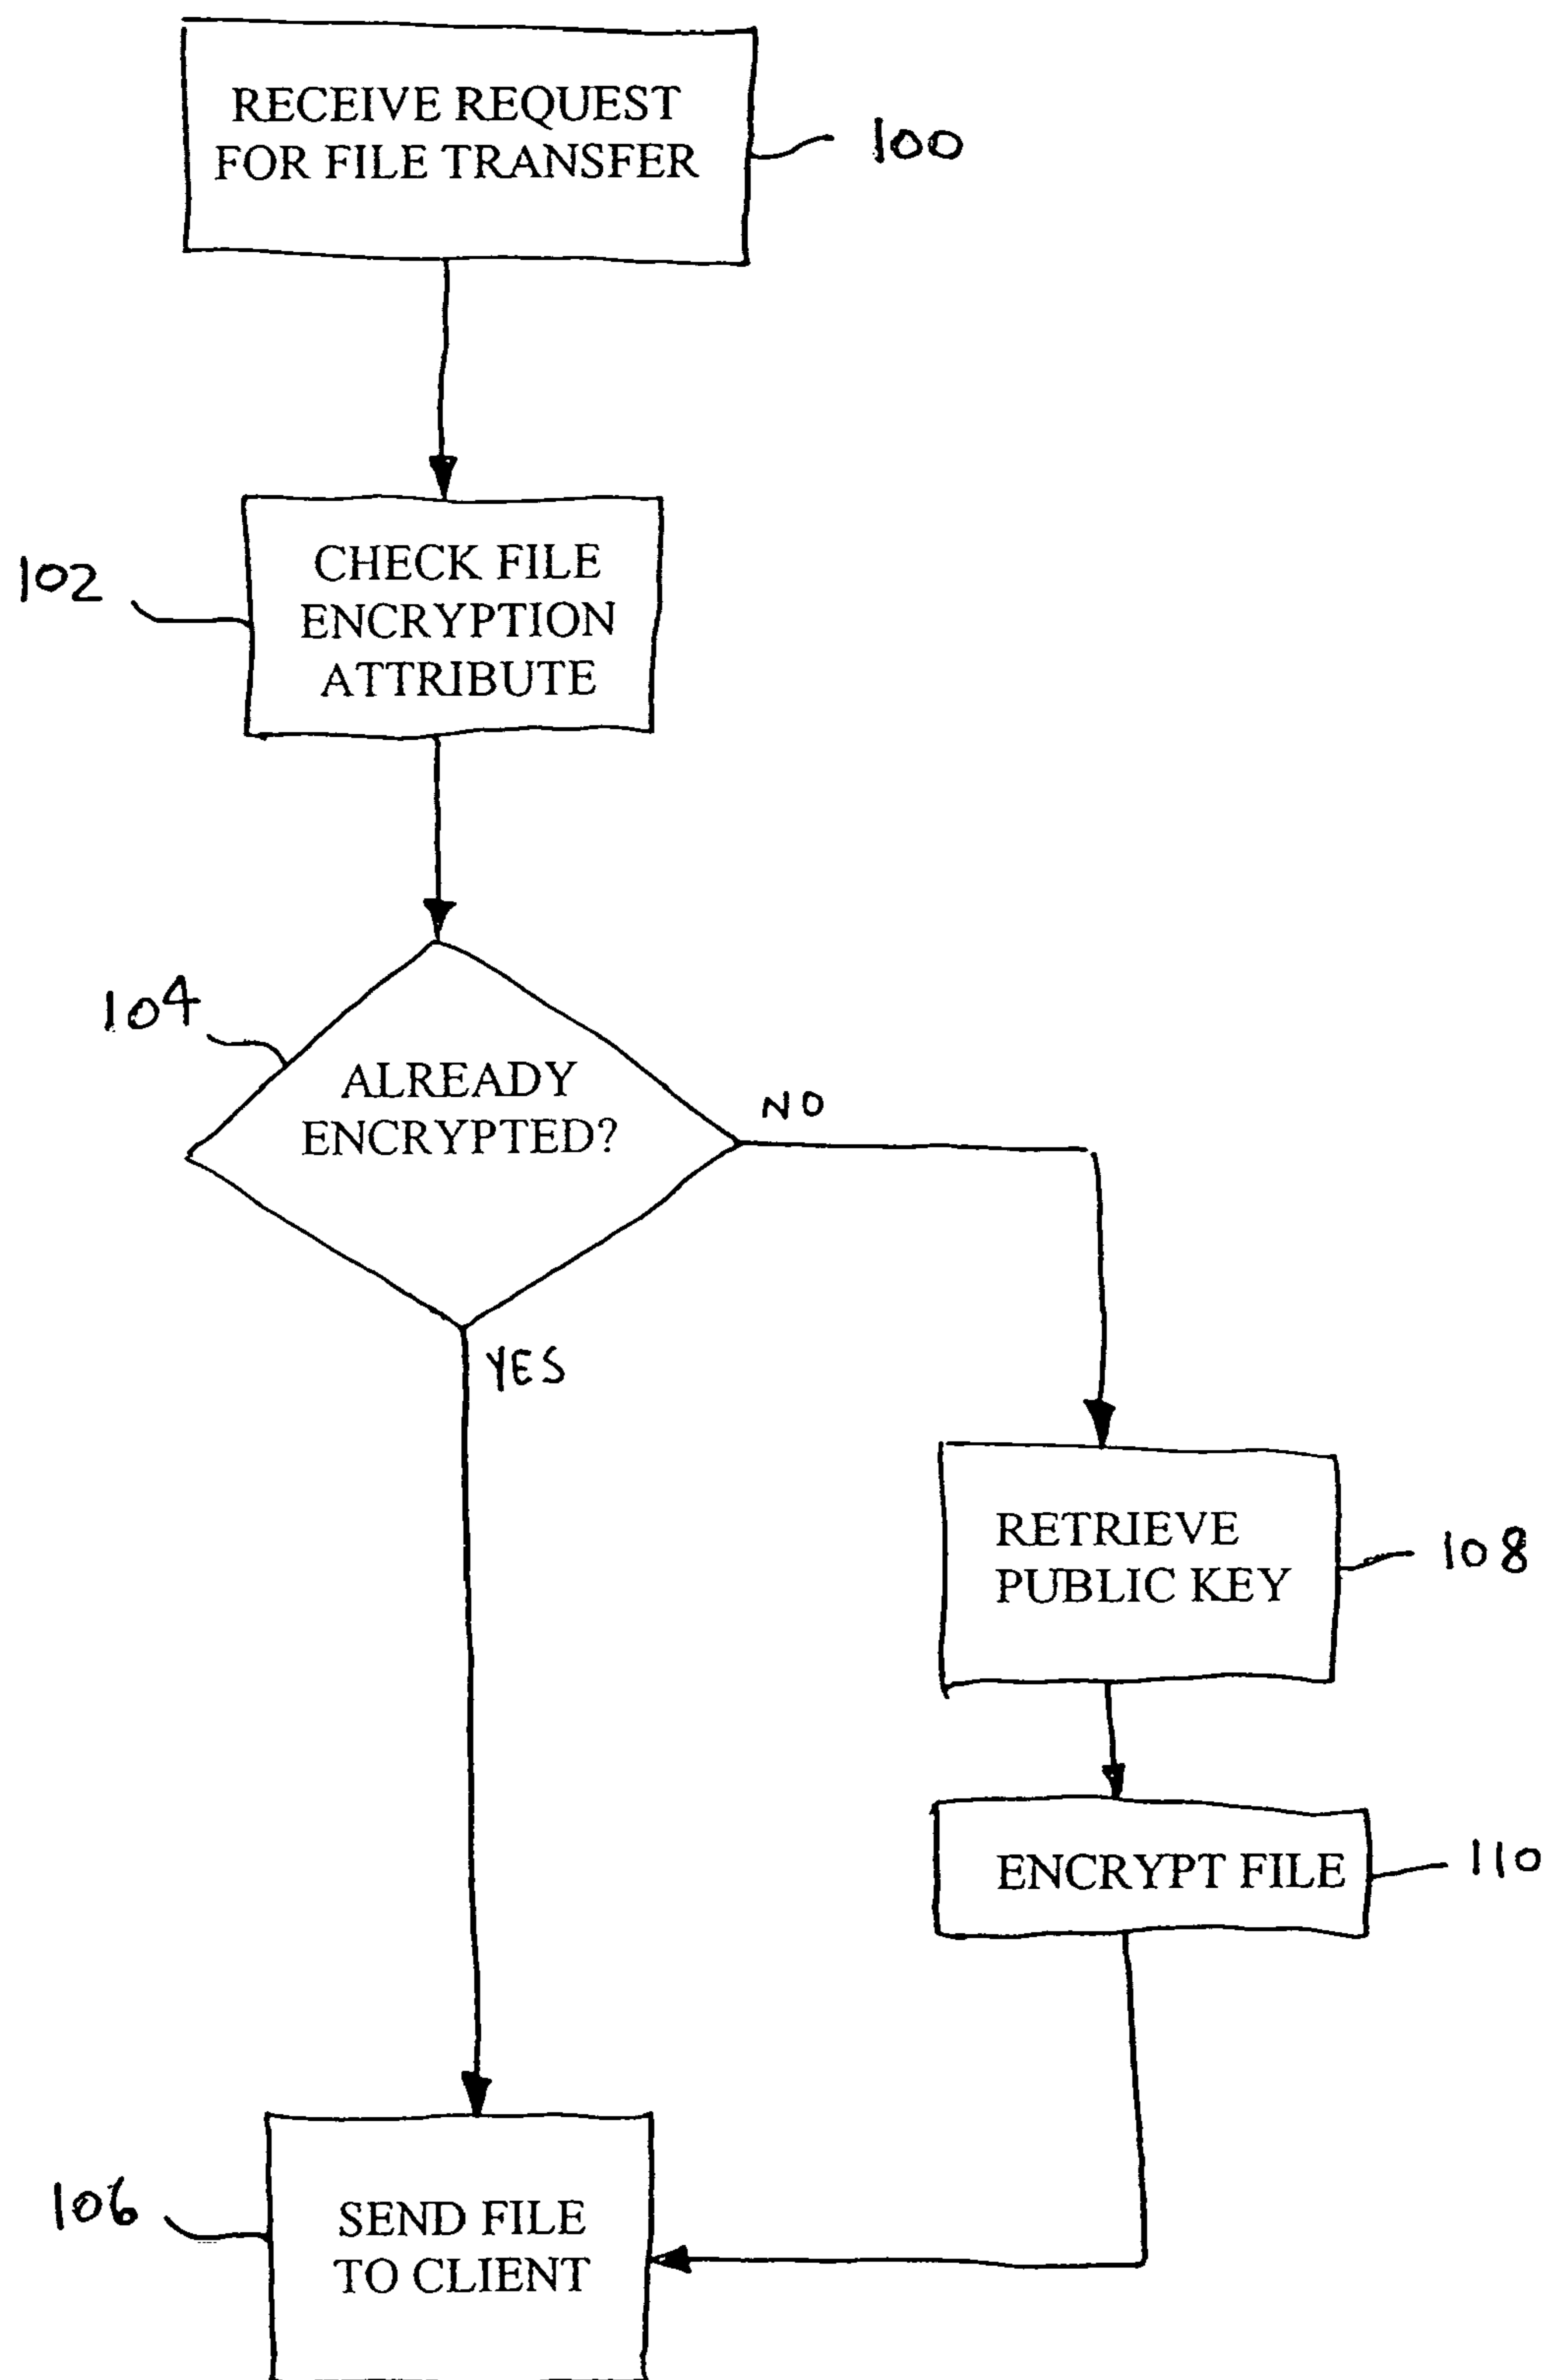 RECEIVE REQUEST
FOR FILE TRANSFER
100
102
CHECK FILE
ENCRYPTION
ATTRIBUTE
104
ALREADY
ENCRYPTED?
NO
YES
RETRIEVE
PUBLIC KEY
108
ENCRYPT FILE
110
106
SEND FILE
TO CLIENT